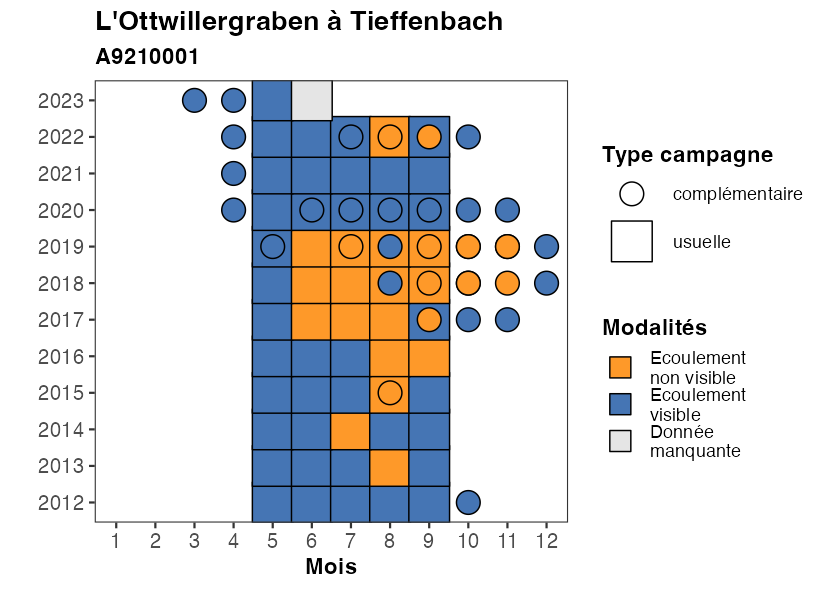 L'Ottwillergraben à Tieffenbach
A9210001
2023
2022
2021
2020
2019
2018
2017
2016
2015
2014
2013
2012
1 2 3 4 5 6 7 8 9 10 11 12
Mois
Type campagne
complémentaire
usuelle
Modalités
Ecoulement
non visible
Ecoulement
visible
Donnée
manquante